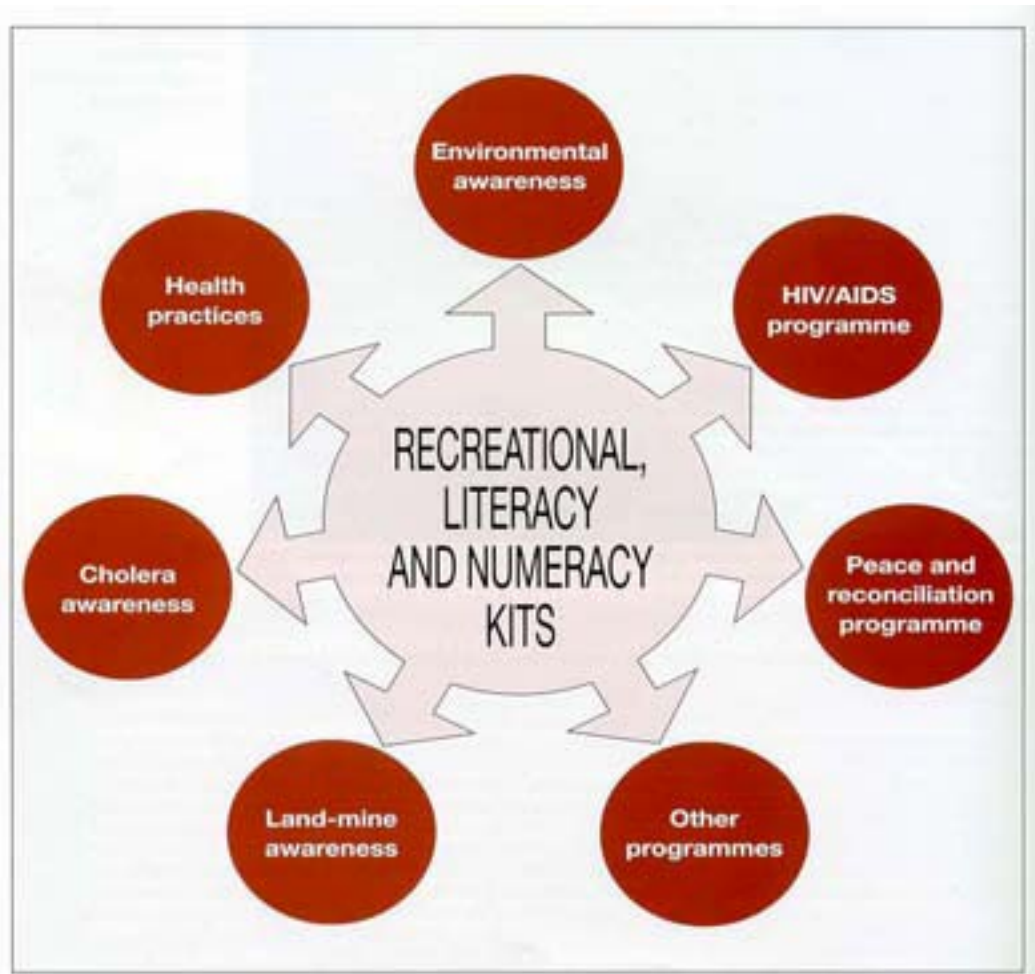 Environmental
awareness
Health
practices
HIV/AIDS
programme
RECREATIONAL,
LITERACY
AND NUMERACY
KITS
Cholera
awareness
Peace and
reconciliation
programme
Land-mine
awareness
Other
programmes